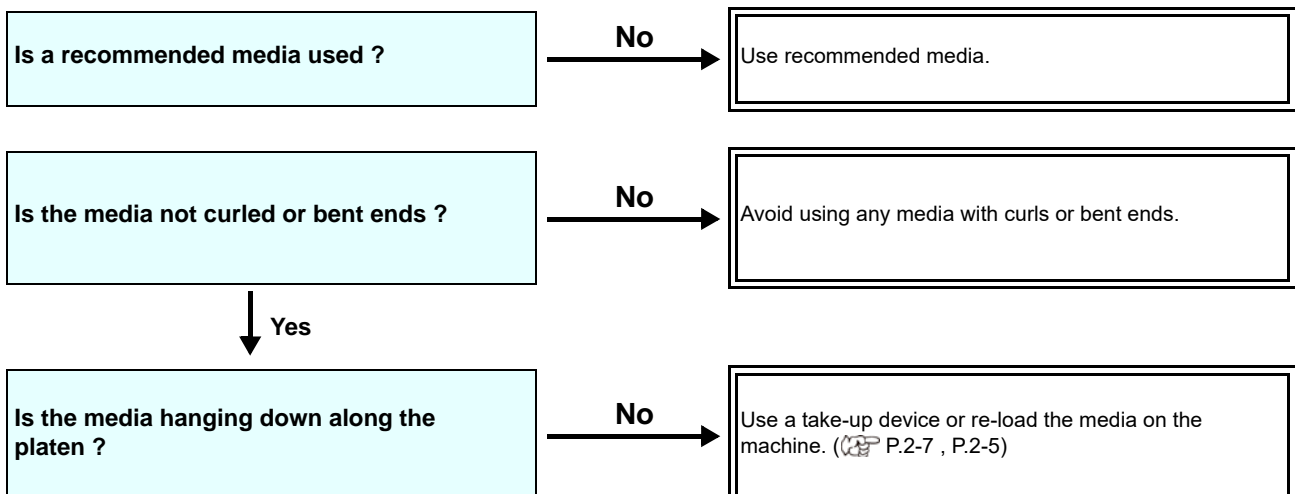 Is a recommended media used ?
No
Use recommended media.
Is the media not curled or bent ends ?
No
Avoid using any media with curls or bent ends.
Yes
Is the media hanging down along the
platen ?
No
Use a take-up device or re-load the media on the
machine. ( P.2-7 , P.2-5)